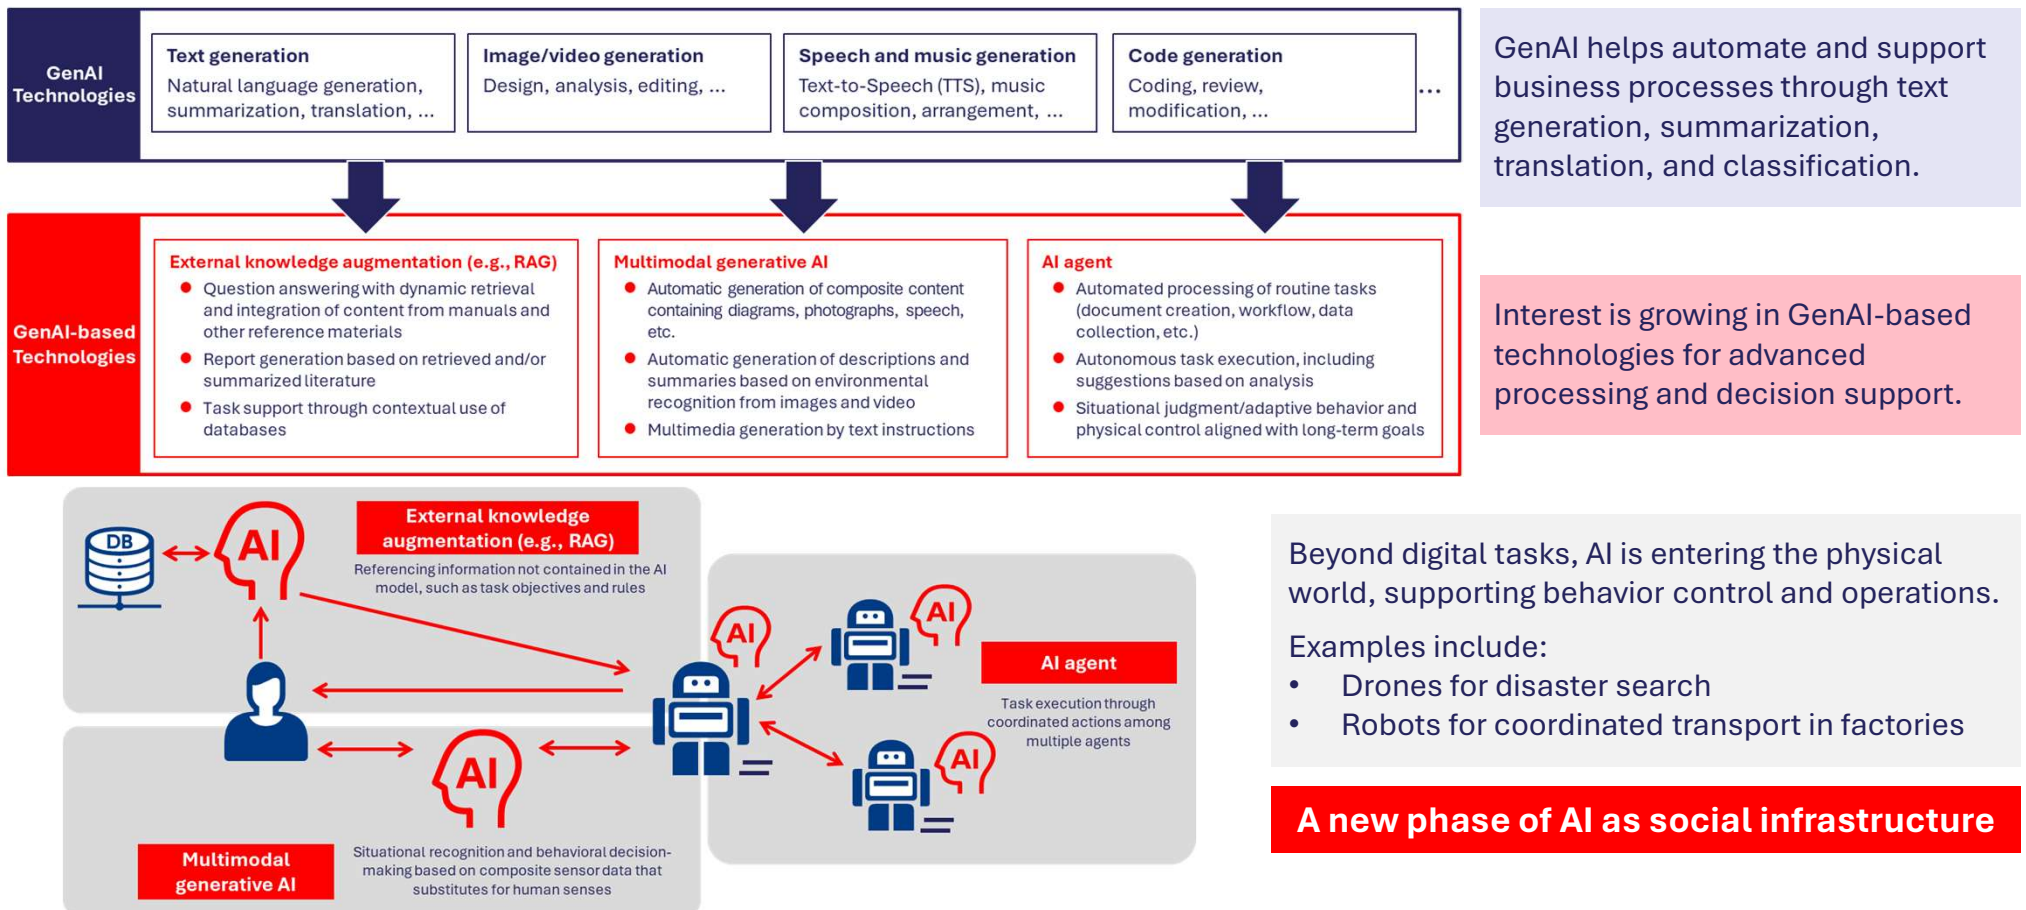 GenAI
Technologies
Text generation
Natural language generation,
summarization, translation, ...
Image/video generation
Design, analysis, editing, ...
Speech and music generation
Text-to-Speech (TTS), music
composition, arrangement, ...
Code generation
Coding, review,
modification, ...
...
GenAI helps automate and support
business processes through text
generation, summarization,
translation, and classification.
GenAI-based
Technologies
External knowledge augmentation (e.g., RAG)
● Question answering with dynamic retrieval
and integration of content from manuals and
other reference materials
● Report generation based on retrieved and/or
summarized literature
● Task support through contextual use of
databases
Multimodal generative AI
● Automatic generation of composite content
containing diagrams, photographs, speech,
etc.
● Automatic generation of descriptions and
summaries based on environmental
recognition from images and video
● Multimedia generation by text instructions
AI agent
● Automated processing of routine tasks
(document creation, workflow, data
collection, etc.)
● Autonomous task execution, including
suggestions based on analysis
● Situational judgment/adaptive behavior and
physical control aligned with long-term goals
Interest is growing in GenAI-based
technologies for advanced
processing and decision support.
DB
AI
External knowledge
augmentation (e.g., RAG)
Referencing information not contained in the AI
model, such as task objectives and rules
AI
AI
AI agent
Task execution through
coordinated actions among
multiple agents
AI
AI
Multimodal
generative AI
Situational recognition and behavioral decision-
making based on composite sensor data that
substitutes for human senses
Beyond digital tasks, AI is entering the physical
world, supporting behavior control and operations.
Examples include:
• Drones for disaster search
• Robots for coordinated transport in factories
A new phase of AI as social infrastructure